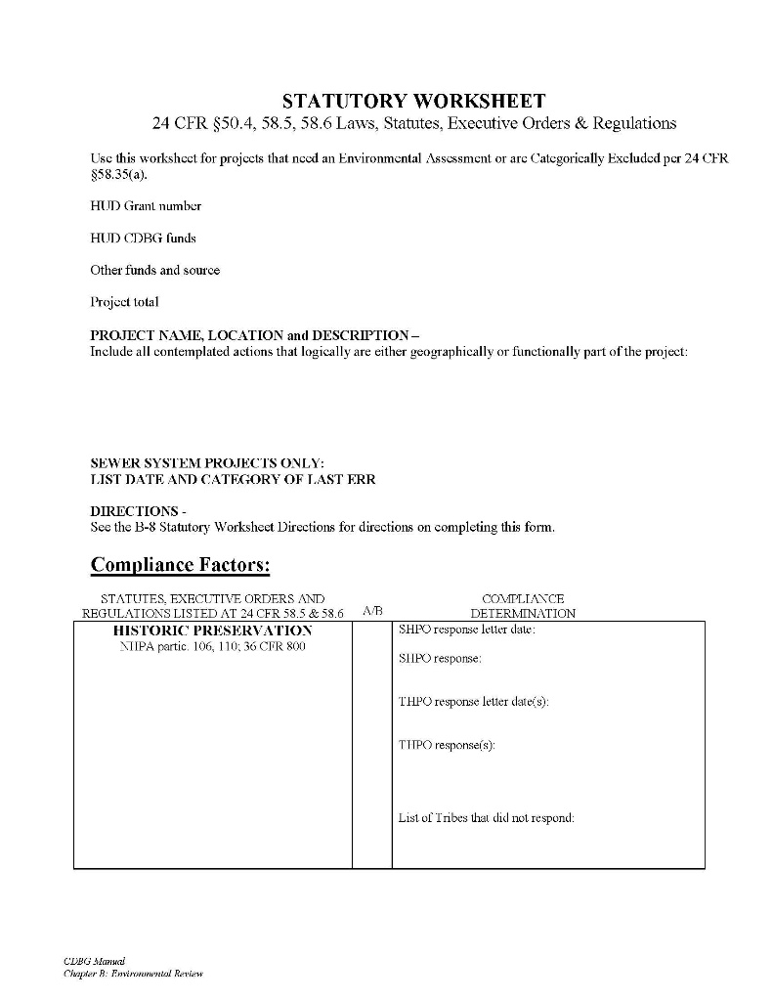 STATUTORY WORKSHEET
24 CFR §50.4, 58.5, 58.6 Laws, Statutes, Executive Orders & Regulations
Use this worksheet for projects that need an Environmental Assessment or are Categorically Excluded per 24 CFR
§58.35(a).
HUD Grant number
HUD CDBG funds
Other funds and source
Project total
PROJECT NAME, LOCATION and DESCRIPTION –
Include all contemplated actions that logically are either geographically or functionally part of the project:
SEWER SYSTEM PROJECTS ONLY:
LIST DATE AND CATEGORY OF LAST ERR
DIRECTIONS -
See the B-8 Statutory Worksheet Directions for directions on completing this form.
Compliance Factors:
STATUTES, EXECUTIVE ORDERS AND
REGULATIONS LISTED AT 24 CFR 58.5 & 58.6
A/B
COMPLIANCE
DETERMINATION
HISTORIC PRESERVATION
NHPA partic. 106, 110; 36 CFR 800
SHPO response letter date:
SHPO response:
THPO response letter date(s):
THPO response(s):
List of Tribes that did not respond:
CDBG Manual
Chapter B: Environmental Review